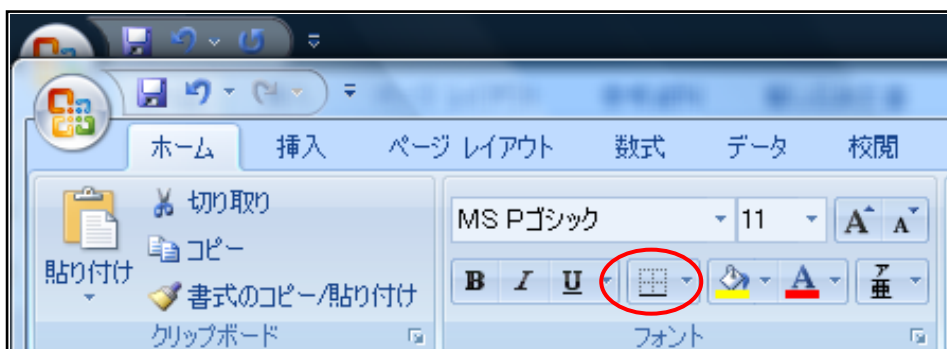 ホーム 挿入 ページ レイアウト 数式 データ 校閲
貼り付け
切り取り
コピー
書式のコピー/貼り付け
クリップボード
MS Pゴシック 11 A A
B I U A ア亜
フォント